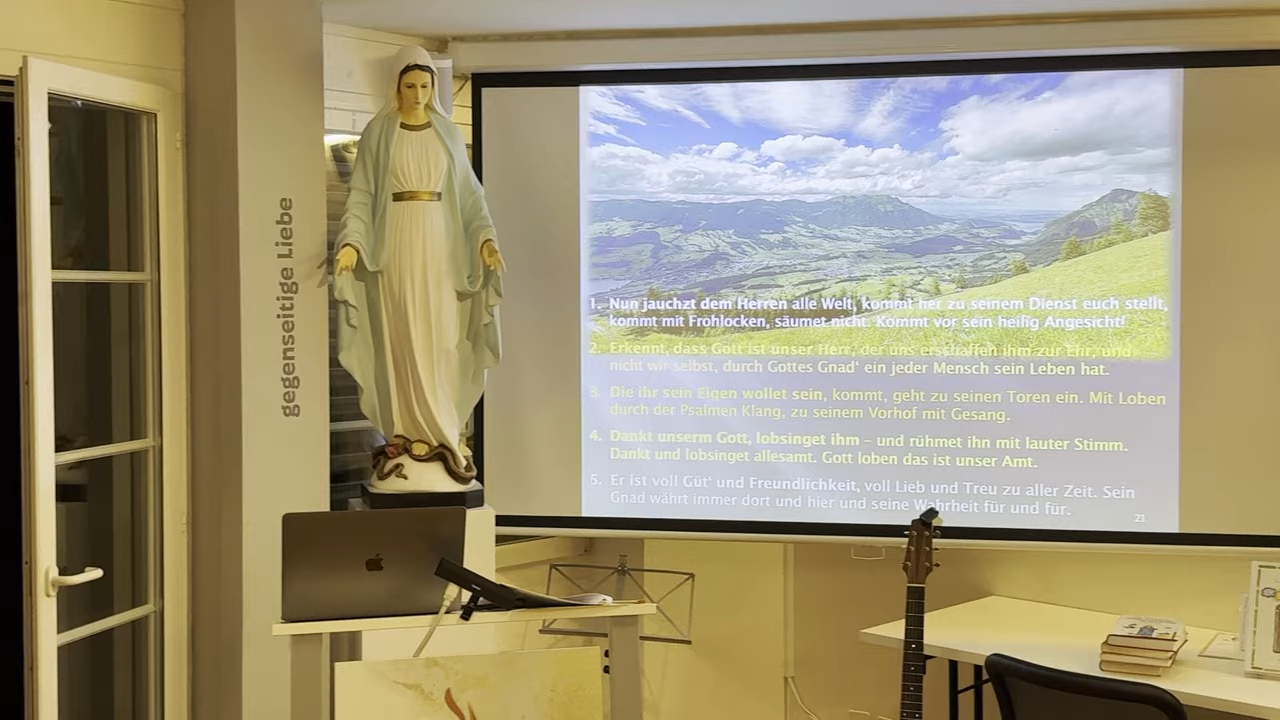 gegenseitige Liebe
1. Nun jauchzt dem Herren alle Welt, kommt her zu seinem Dienst euch stellt,
kommt mit Frohlocken, säumet nicht. Kommt vor sein heilig Angesicht!
2. Erkennt, dass Gott ist unser Herr, der uns erschaffen ihm zur Ehr, und
nicht wir selbst, durch Gottes Gnad' ein jeder Mensch sein Leben hat.
3. Die ihr sein Eigen wollet sein, kommt, geht zu seinen Toren ein. Mit Loben
durch der Psalmen Klang, zu seinem Vorhof mit Gesang.
4. Dankt unserm Gott, lobsinget ihm – und rühmet ihn mit lauter Stimm.
Dankt und lobsinget allesamt. Gott loben das ist unser Amt.
5. Er ist voll Güt' und Freundlichkeit, voll Lieb und Treu zu aller Zeit. Sein
Gnad währt immer dort und hier und seine Wahrheit für und für.
21